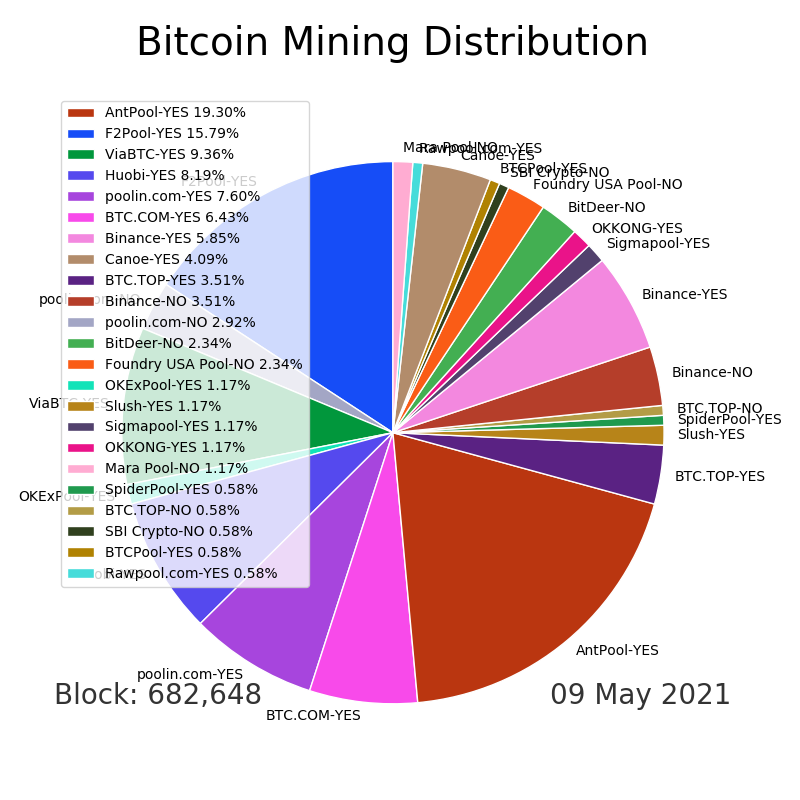 Bitcoin Mining Distribution
AntPool-YES 19.30%
F2Pool-YES 15.79%
ViaBTC-YES 9.36%
Huobi-YES 8.19%
poolin.com-YES 7.60%
BTC.COM-YES 6.43%
Binance-YES 5.85%
Canoe-YES 4.09%
BTC.TOP-YES 3.51%
Binance-NO 3.51%
poolin.com-NO 2.92%
BitDeer-NO 2.34%
Foundry USA Pool-NO 2.34%
OKExPool-YES 1.17%
Slush-YES 1.17%
Sigmapool-YES 1.17%
OKKONG-YES 1.17%
Mara Pool-NO 1.17%
SpiderPool-YES 0.58%
BTC.TOP-NO 0.58%
SBI Crypto-NO 0.58%
BTCPool-YES 0.58%
Rawpool.com-YES 0.58%
Mara Pool-NO
Rawpool.com-YES
Canoe-YES
BTCPool-YES
SBI Crypto-NO
Foundry USA Pool-NO
BitDeer-NO
OKKONG-YES
Sigmapool-YES
Binance-YES
Binance-NO
BTC.TOP-NO
SpiderPool-YES
Slush-YES
BTC.TOP-YES
AntPool-YES
BTC.COM-YES
poolin.com-YES
Huobi-YES
OKExPool-YES
ViaBTC-YES
poolin.com-NO
F2Pool-YES
Block: 682,648
09 May 2021